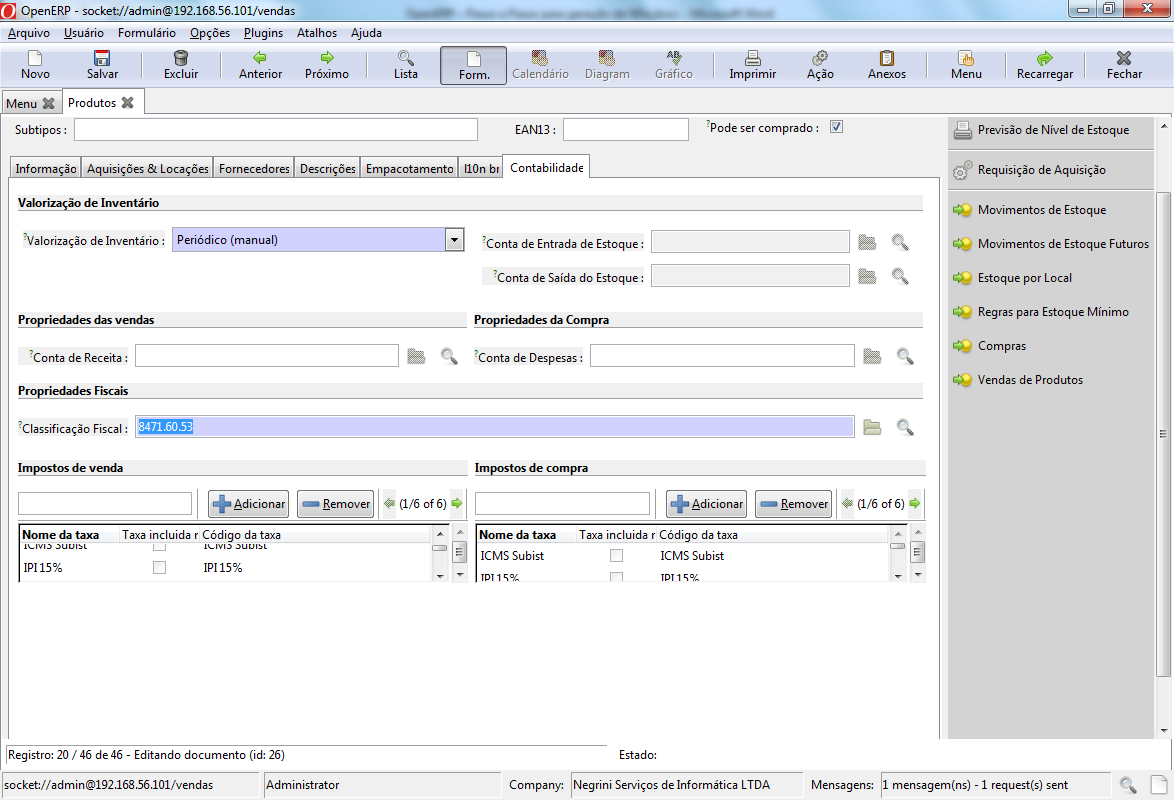 OpenERP - socket://admin@192.168.56.101/vendas
Arquivo Usuário Formulário Opções Plugins Atalhos Ajuda
Novo Salvar Excluir Anterior Próximo Lista Form. Calendário Diagram Gráfico Imprimir Ação Anexos Menu Recarregar Fechar
Menu Produtos
Subtipos : EAN13 : ?Pode ser comprado :
Informação Aquisições & Locações Fornecedores Descrições Empacotamento l10n br Contabilidade
Valorização de Inventário
?Valorização de Inventário : Periódico (manual) ?Conta de Entrada de Estoque :
?Conta de Saída do Estoque :
Propriedades das vendas Propriedades da Compra
?Conta de Receita : ?Conta de Despesas :
Propriedades Fiscais
?Classificação Fiscal : 8471.60.53
Impostos de venda Impostos de compra
Adicionar Remover (1/6 of 6) Adicionar Remover (1/6 of 6)
Nome da taxa Taxa incluida r Código da taxa Nome da taxa Taxa incluida r Código da taxa
ICMS Subist ICMS Subist ICMS Subist ICMS Subist
IPI 15% IPI 15% IPI 15% IPI 15%
Previsão de Nível de Estoque
Requisição de Aquisição
Movimentos de Estoque
Movimentos de Estoque Futuros
Estoque por Local
Regras para Estoque Mínimo
Compras
Vendas de Produtos
Registro: 20 / 46 de 46 - Editando documento (id: 26) Estado:
socket://admin@192.168.56.101/vendas Administrator Company: Negrini Serviços de Informática LTDA Mensagens: 1 mensagem(ns) - 1 request(s) sent